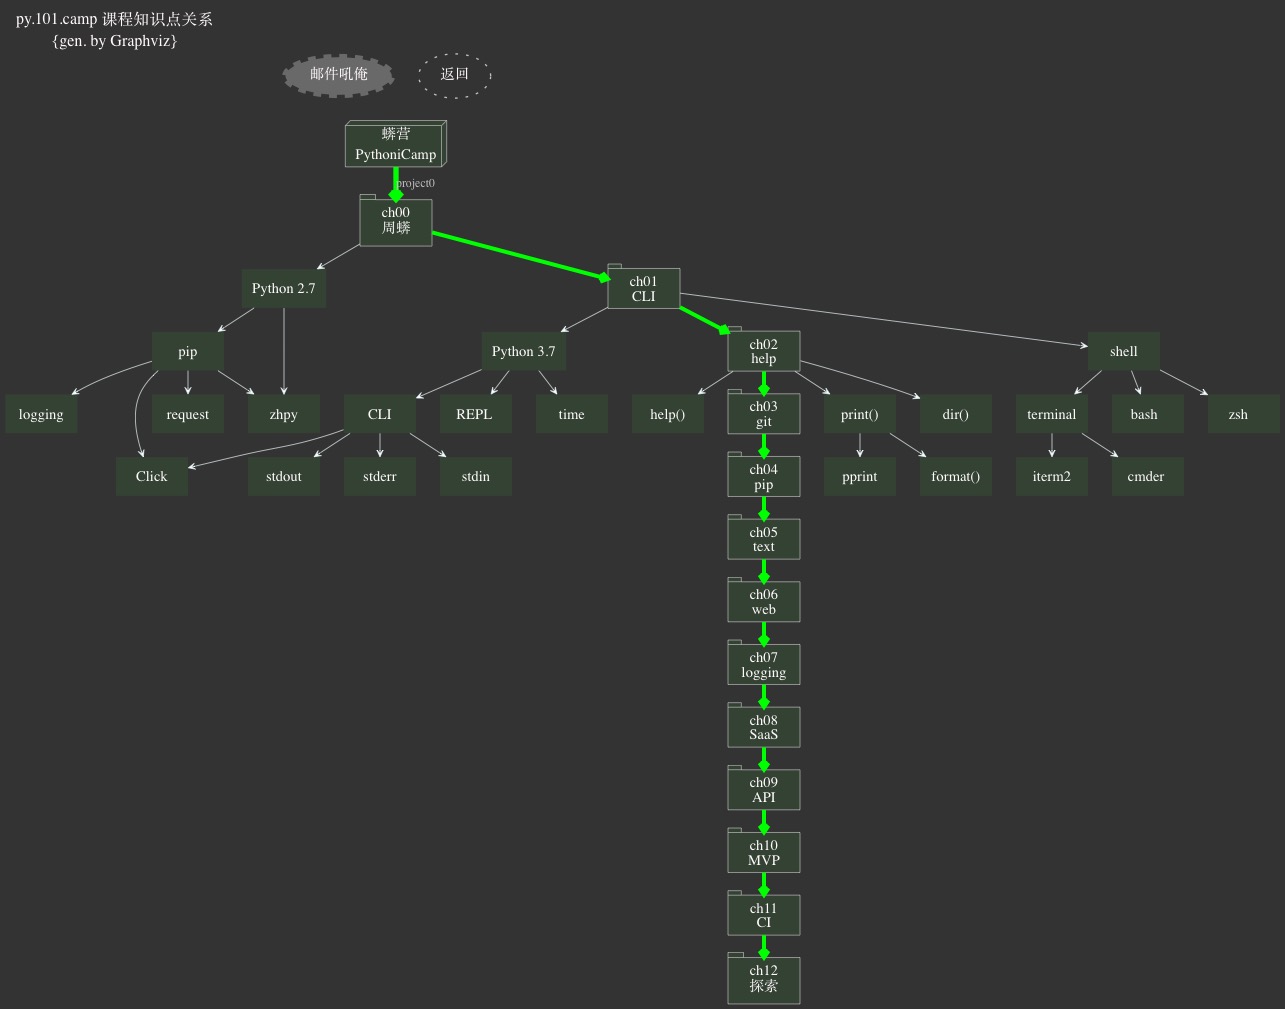 py.101.camp 课程知识点关系
{gen. by Graphviz}
邮件吼俺
返回
蟒营
PythoniCamp
project0
ch00
周蟒
Python 2.7
ch01
CLI
pip
Python 3.7
ch02
help
shell
logging
request
zhpy
CLI
REPL
time
help()
ch03
git
print()
dir()
terminal
bash
zsh
Click
stdout
stderr
stdin
ch04
pip
pprint
format()
iterm2
cmder
ch05
text
ch06
web
ch07
logging
ch08
SaaS
ch09
API
ch10
MVP
ch11
CI
ch12
探索